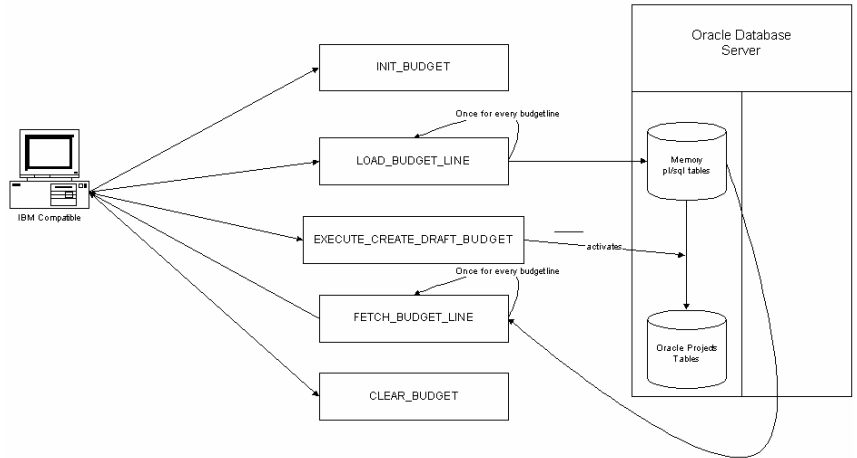 Oracle Database
Server
INIT_BUDGET
Once for every budgetline
LOAD_BUDGET_LINE
Memory
pl/sql tables
IBM Compatible
EXECUTE_CREATE_DRAFT_BUDGET
activates
Once for every budgetline
FETCH_BUDGET_LINE
Oracle Projects
Tables
CLEAR_BUDGET